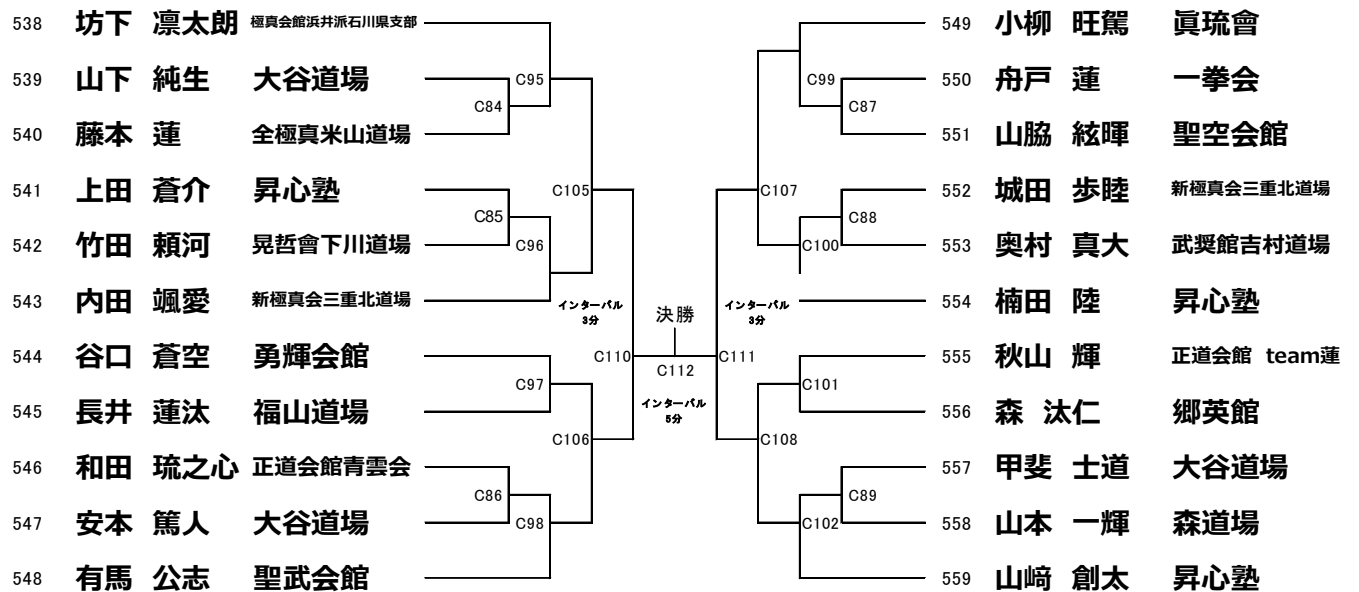 538 坊下 凛太朗 極真会館浜井派石川県支部
539 山下 純生 大谷道場
540 藤本 蓮 全極真米山道場
541 上田 蒼介 昇心塾
542 竹田 頼河 晃哲會下川道場
543 内田 颯愛 新極真会三重北道場
544 谷口 蒼空 勇輝会館
545 長井 蓮汰 福山道場
546 和田 琉之心 正道会館青雲会
547 安本 篤人 大谷道場
548 有馬 公志 聖武会館
C95
C84
C105
C85
C96
インターバル
3分
C110
C97
C106
C86
C98
決勝
C112
インターバル
5分
C99
C87
C107
C88
C100
インターバル
3分
C111
C101
C108
C89
C102
549 小柳 旺駕 眞琉會
550 舟戸 蓮 一拳会
551 山脇 絃暉 聖空会館
552 城田 歩睦 新極真会三重北道場
553 奥村 真大 武奨館吉村道場
554 楠田 陸 昇心塾
555 秋山 輝 正道会館 team蓮
556 森 汰仁 郷英館
557 甲斐 士道 大谷道場
558 山本 一輝 森道場
559 山﨑 創太 昇心塾